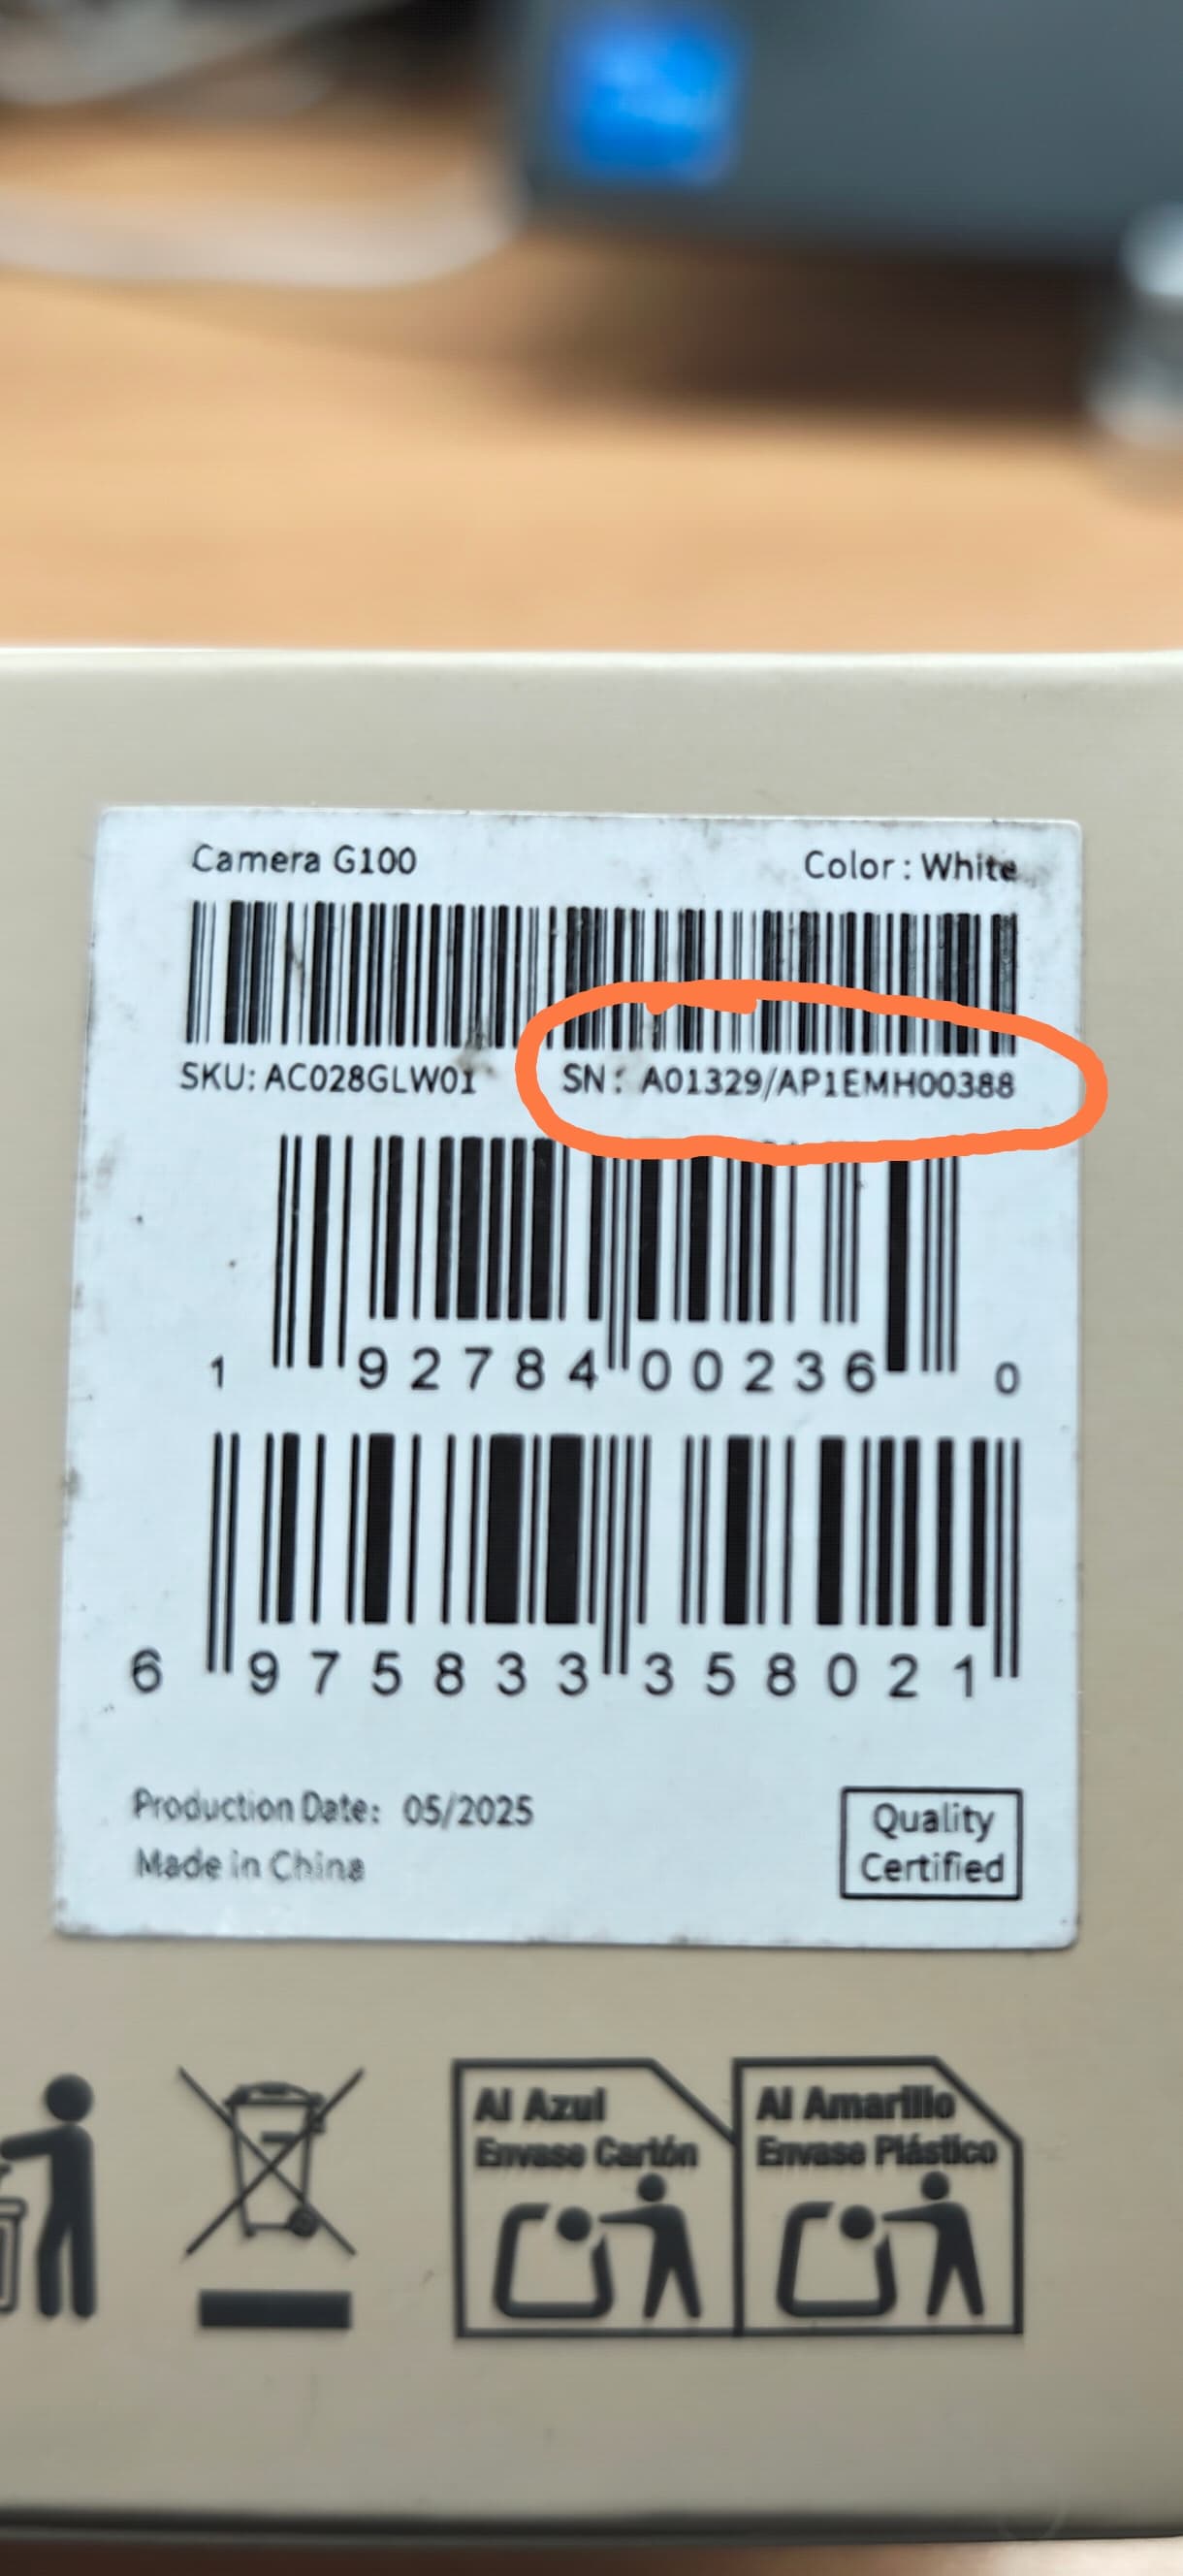 Camera G100 Color : White
SKU: AC028GLW01 SN: A01329/AP1EMH00388
1 92784 00236 0
6 975833 358021
Production Date: 05/2025
Made in China
Quality
Certified
Al Azul
Envase Cartón
Al Amarillo
Envase Plástico